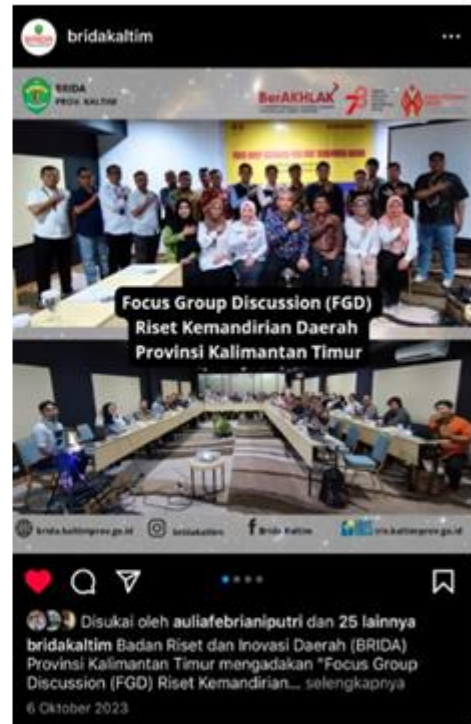 bridakaltim
BRIDA
PROV. KALTIM
BerAKHLAK
78
Focus Group Discussion (FGD)
Riset Kemandirian Daerah
Provinsi Kalimantan Timur
brida.kaltimprov.go.id
bridakaltim
Brida Kaltim
Disukai oleh auliafebrianiputri dan 25 lainnya
bridakaltim Badan Riset dan Inovasi Daerah (BRIDA)
Provinsi Kalimantan Timur mengadakan "Focus Group
Discussion (FGD) Riset Kemandirian... selengkapnya
6 Oktober 2023